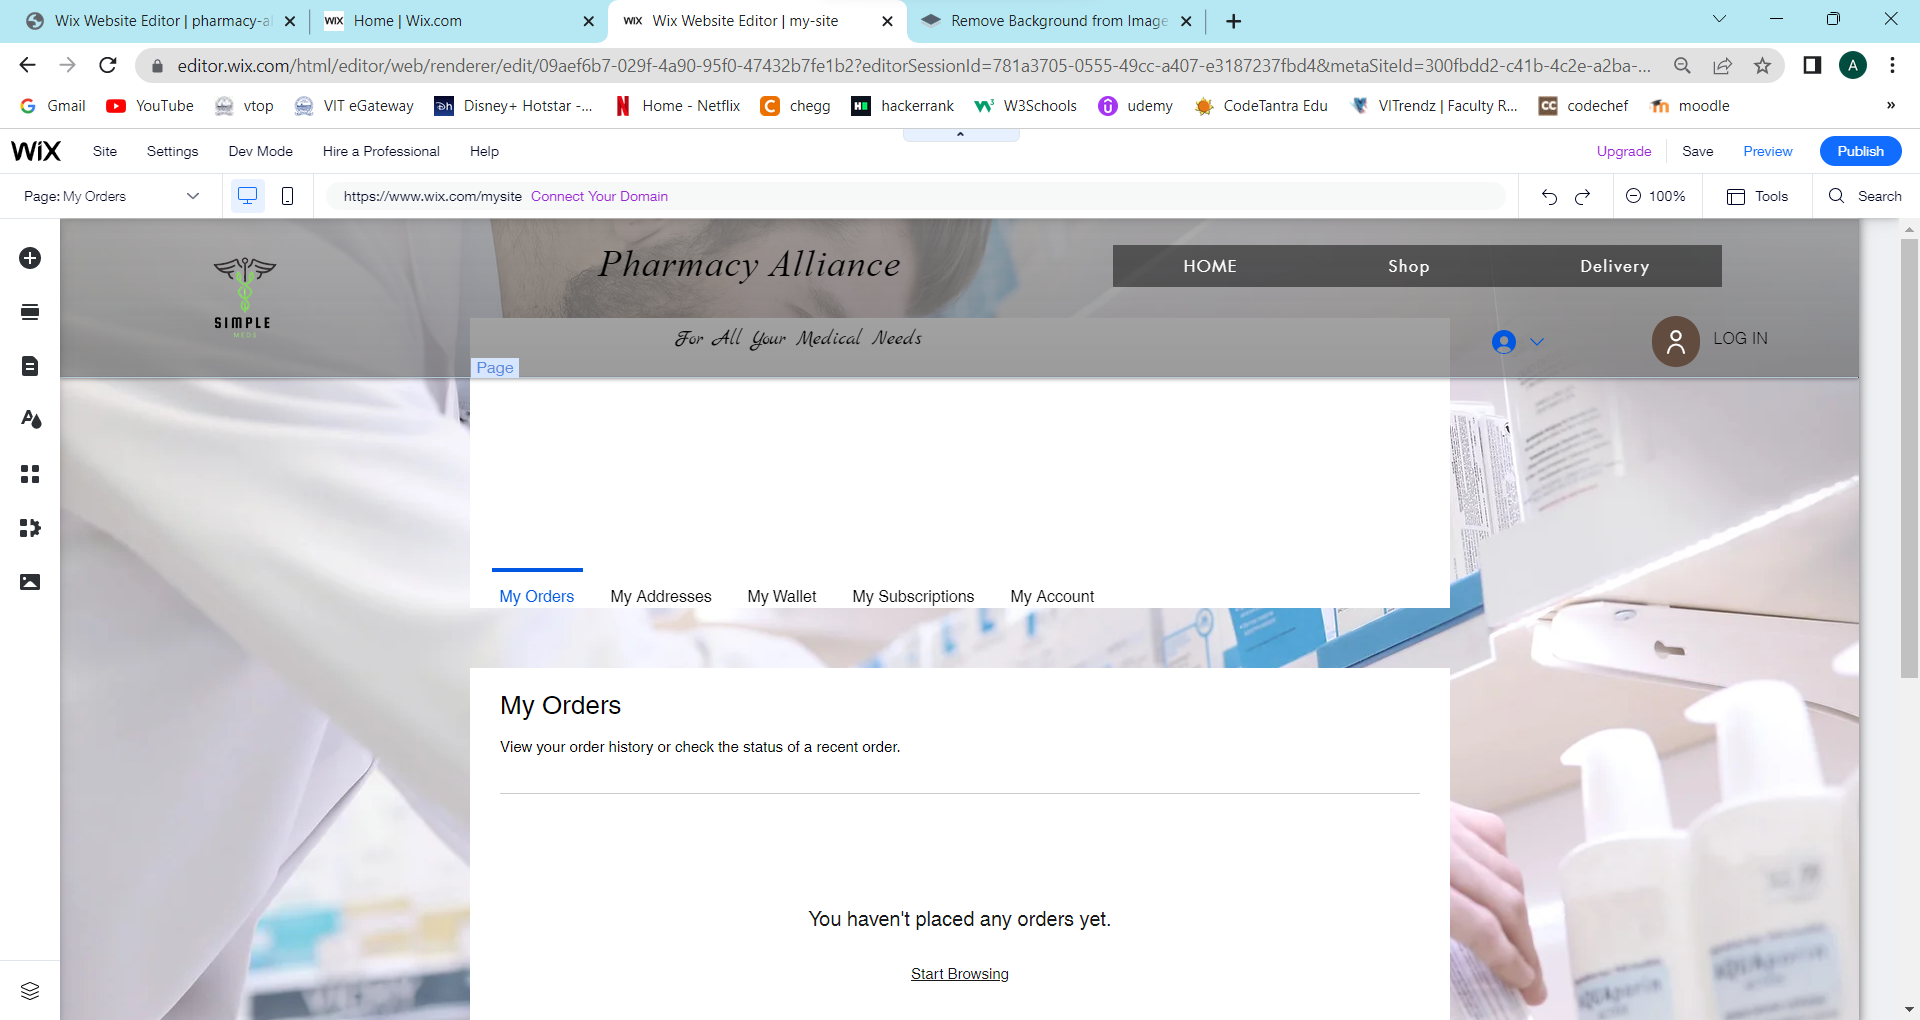 Wix Website Editor | pharmacy-al
Home | Wix.com
Wix Website Editor | my-site
Remove Background from Image
editor.wix.com/html/editor/web/renderer/edit/09aef6b7-029f-4a90-95f0-47432b7fe1b2?editorSessionId=781a3705-0555-49cc-a407-e3187237fbd4&metaSiteId=300fbdd2-c41b-4c2e-a2ba-...
A
Gmail YouTube vtop VIT eGateway Disney+ Hotstar -... Home - Netflix chegg hackerrank W3Schools udemy CodeTantra Edu VITrendz | Faculty R... codechef moodle »
WiX Site Settings Dev Mode Hire a Professional Help Upgrade Save Preview Publish
Page: My Orders https://www.wix.com/mysite Connect Your Domain 100% Tools Search
Pharmacy Alliance
HOME Shop Delivery
SIMPLE
MEDS
For All Your Medical Needs
LOG IN
Page
My Orders My Addresses My Wallet My Subscriptions My Account
My Orders
View your order history or check the status of a recent order.
You haven't placed any orders yet.
Start Browsing